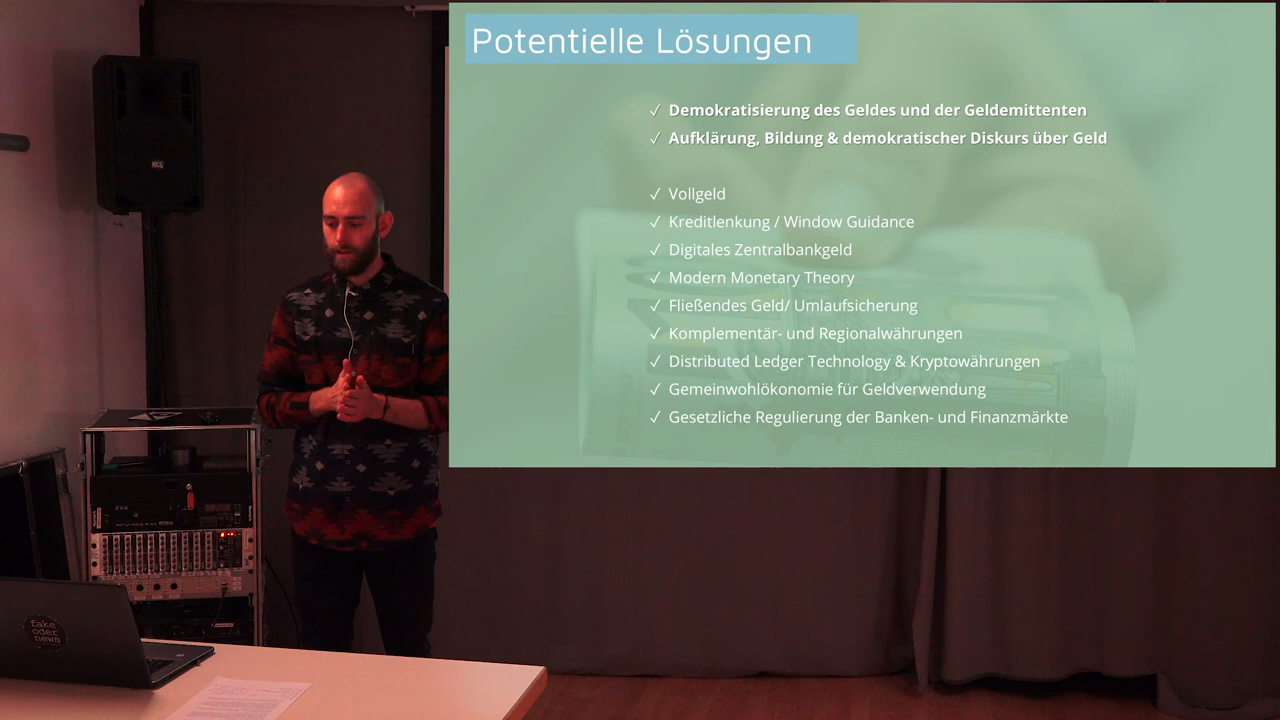 Potentielle Lösungen
✓ Demokratisierung des Geldes und der Geldemittenten
✓ Aufklärung, Bildung & demokratischer Diskurs über Geld
✓ Vollgeld
✓ Kreditlenkung / Window Guidance
✓ Digitales Zentralbankgeld
✓ Modern Monetary Theory
✓ Fließendes Geld/ Umlaufsicherung
✓ Komplementär- und Regionalwährungen
✓ Distributed Ledger Technology & Kryptowährungen
✓ Gemeinwohlökonomie für Geldverwendung
✓ Gesetzliche Regulierung der Banken- und Finanzmärkte
fake
oder
news